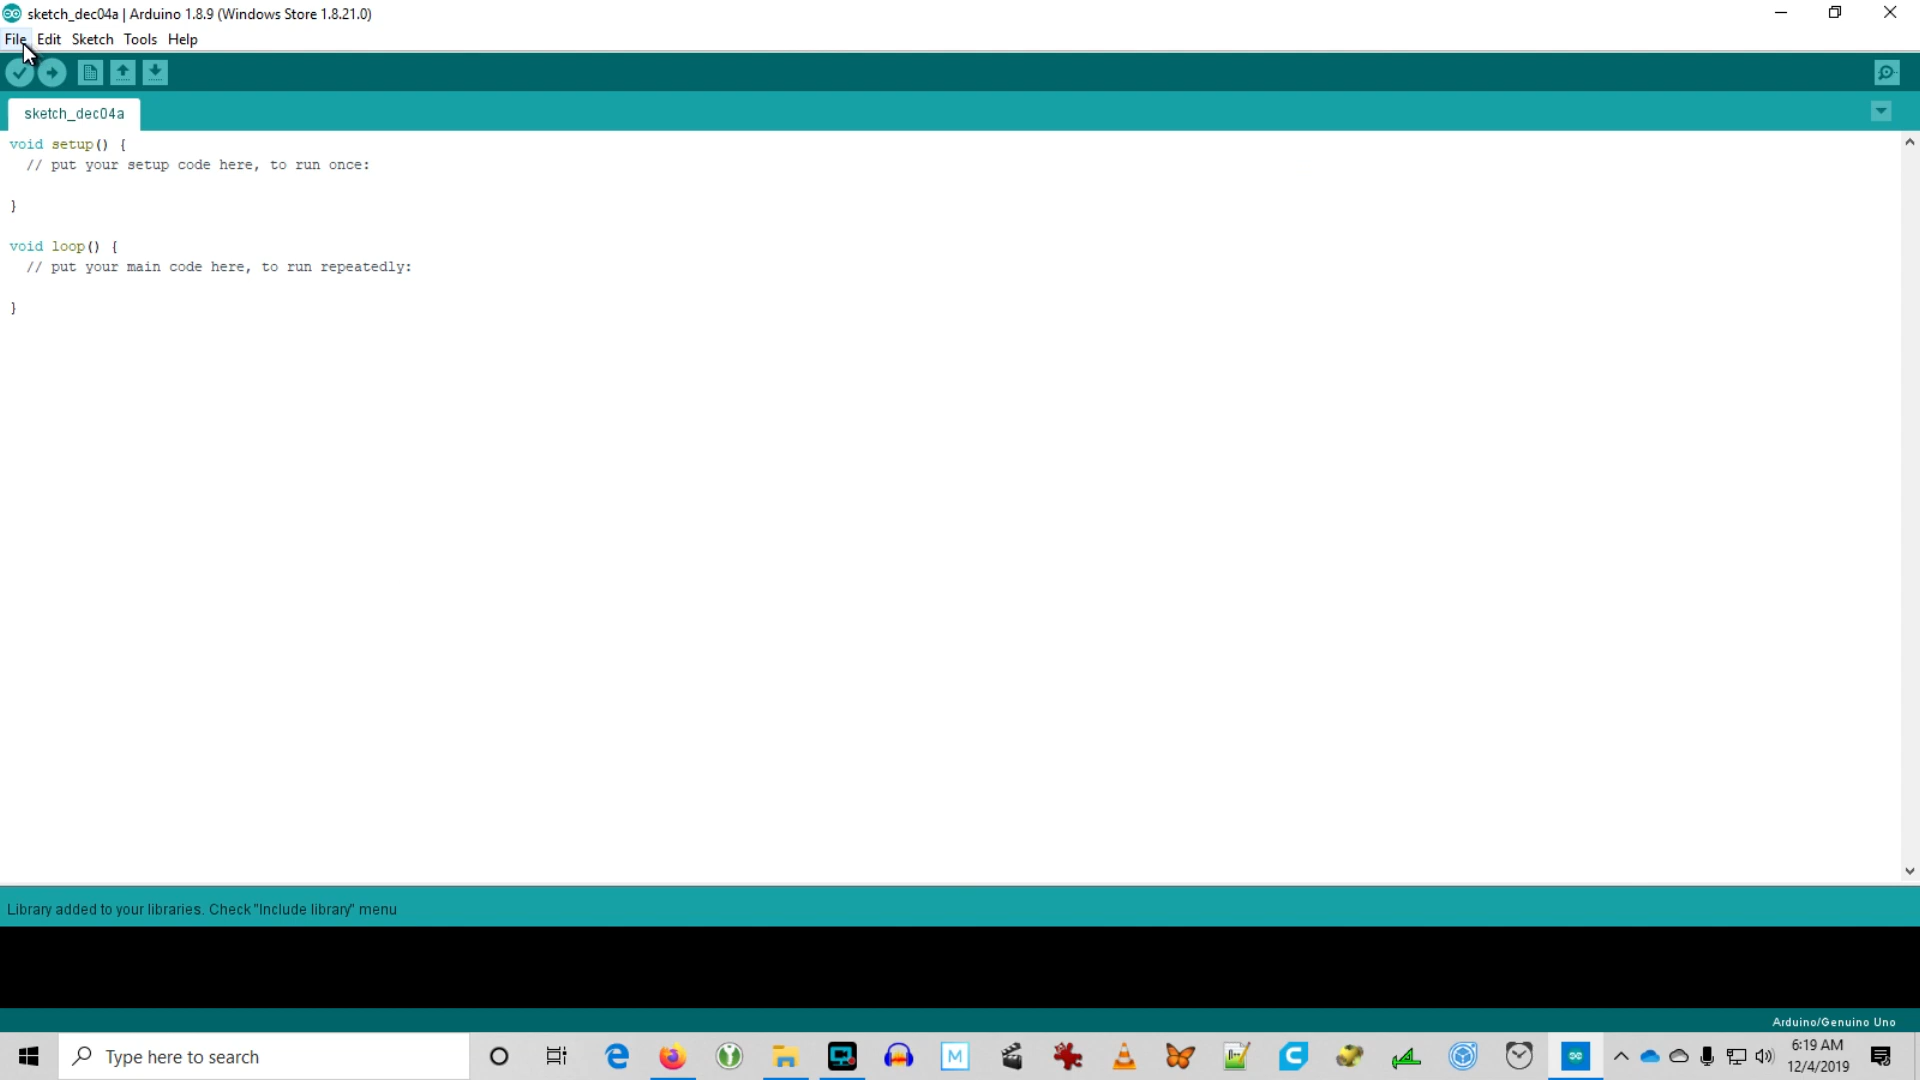 sketch_dec04a | Arduino 1.8.9 (Windows Store 1.8.21.0)
File Edit Sketch Tools Help
sketch_dec04a
void setup() {
  // put your setup code here, to run once:
}
void loop() {
  // put your main code here, to run repeatedly:
}
Library added to your libraries. Check "Include library" menu
Arduino/Genuino Uno
Type here to search
M
6:19 AM
12/4/2019